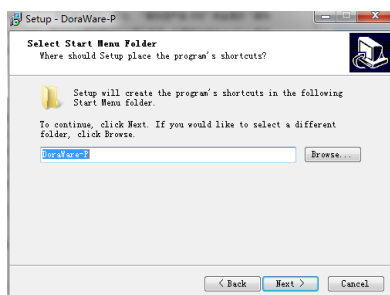 Setup - DoraWare-P
Select Start Menu Folder
Where should Setup place the program's shortcuts?
Setup will create the program's shortcuts in the following
Start Menu folder.
To continue, click Next. If you would like to select a different
folder, click Browse.
DoraWare-P
Browse...
< Back
Next >
Cancel